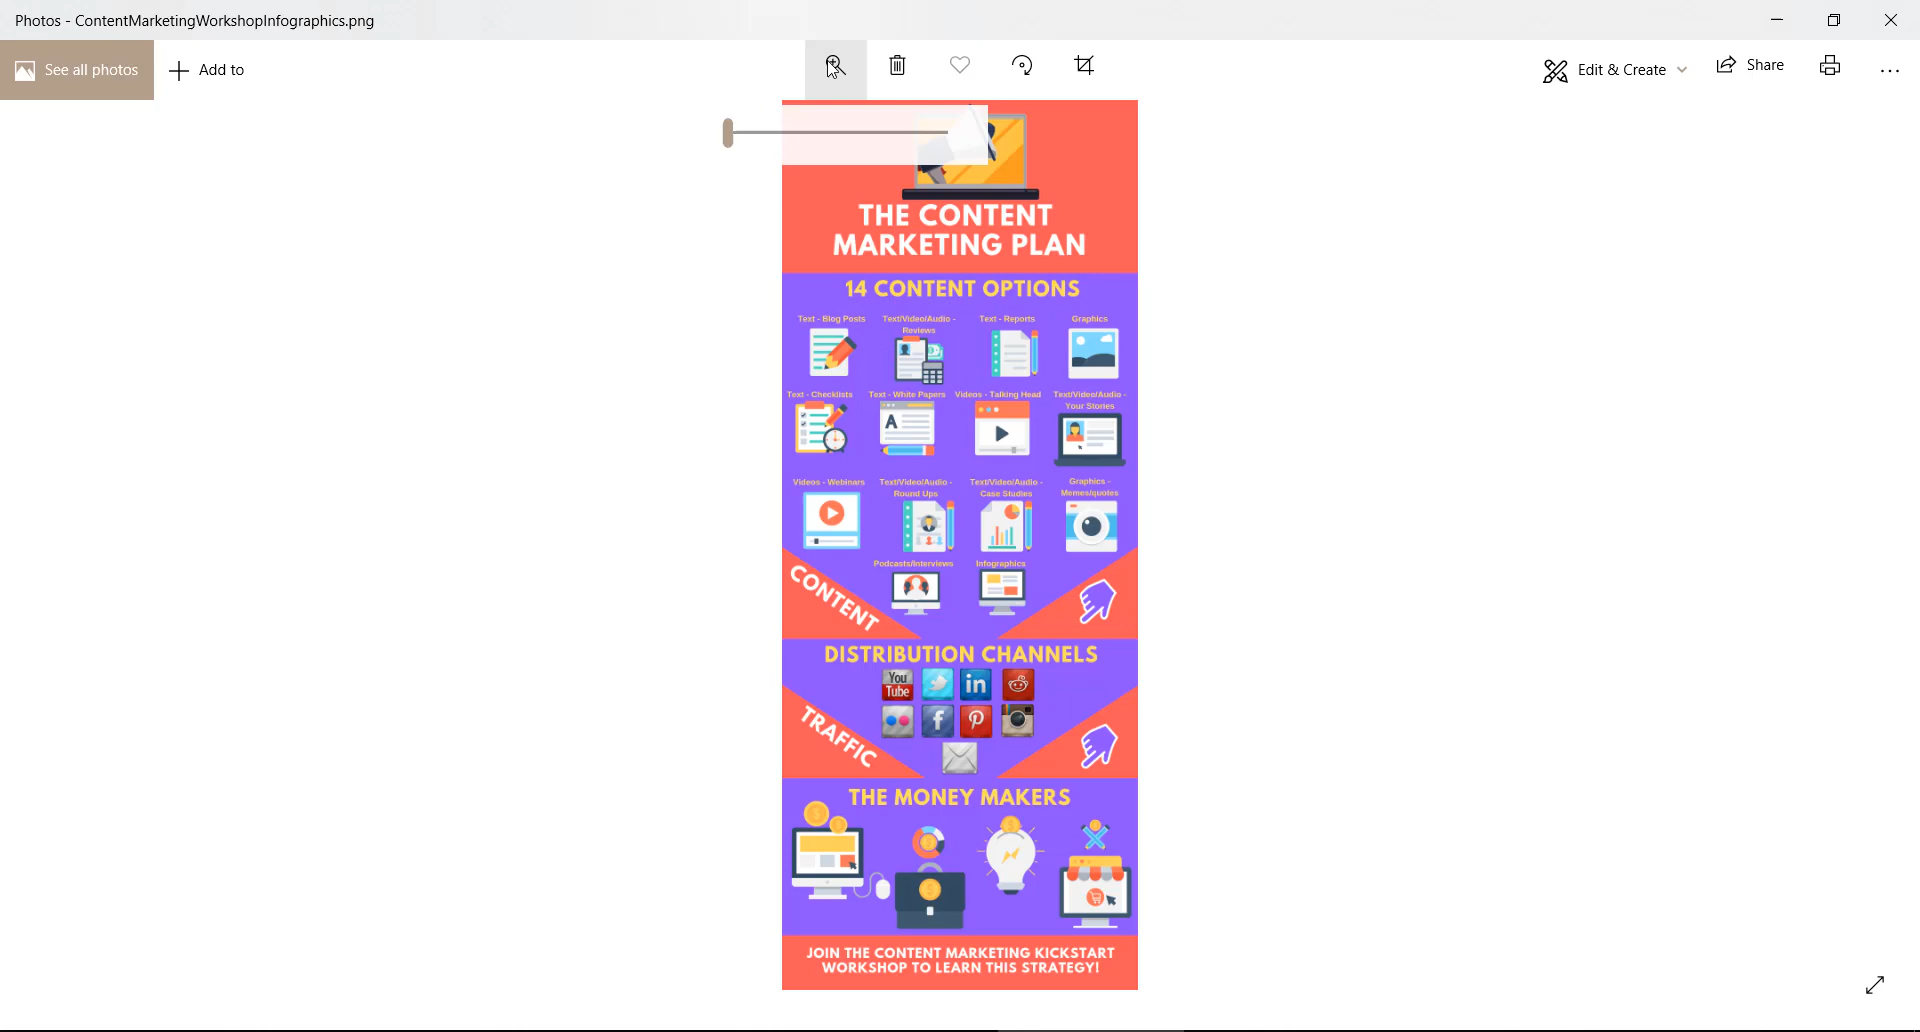 Photos - ContentMarketingWorkshopInfographics.png
See all photos
Add to
Edit & Create
Share
THE CONTENT
MARKETING PLAN
14 CONTENT OPTIONS
Text - Blog Posts
Text/Video/Audio -
Reviews
Text - Reports
Graphics
Text - Checklists
Text - White Papers
Videos - Talking Head
Text/Video/Audio -
Your Stories
A
Videos - Webinars
Text/Video/Audio -
Round Ups
Text/Video/Audio -
Case Studies
Graphics -
Memes/quotes
Podcasts/Interviews
Infographics
CONTENT
DISTRIBUTION CHANNELS
You
Tube
in
f
TRAFFIC
THE MONEY MAKERS
JOIN THE CONTENT MARKETING KICKSTART
WORKSHOP TO LEARN THIS STRATEGY!